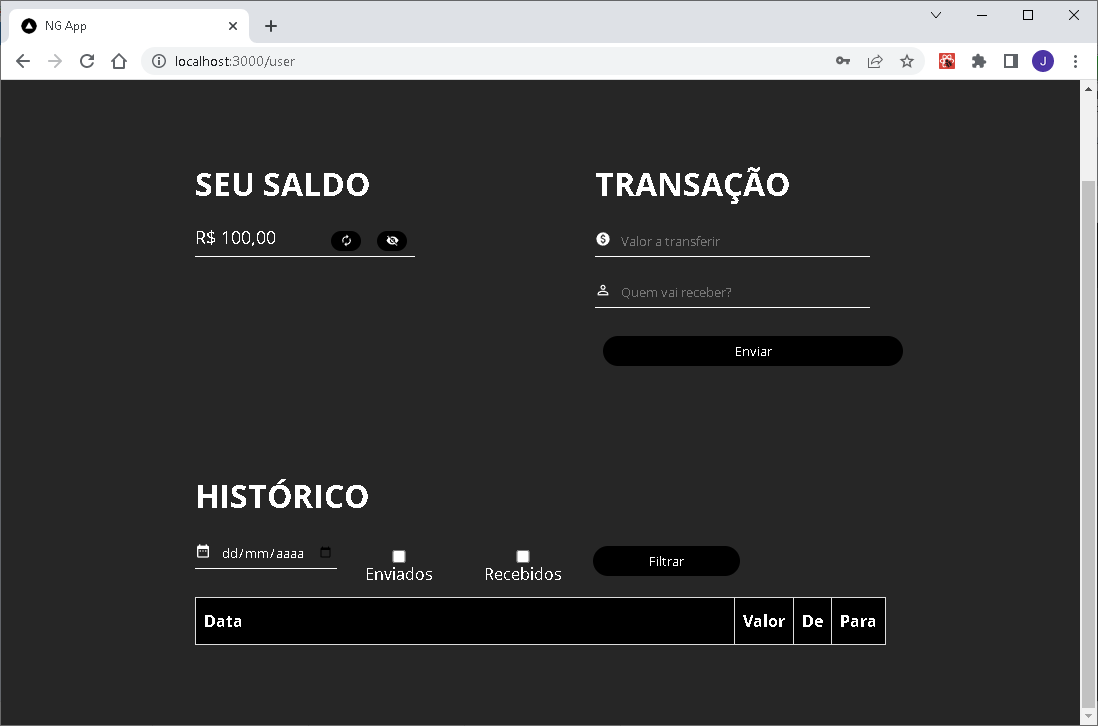 NG App
localhost:3000/user
J
SEU SALDO
R$ 100,00
TRANSAÇÃO
Valor a transferir
Quem vai receber?
Enviar
HISTÓRICO
dd/mm/aaaa
Enviados
Recebidos
Filtrar
Data Valor De Para